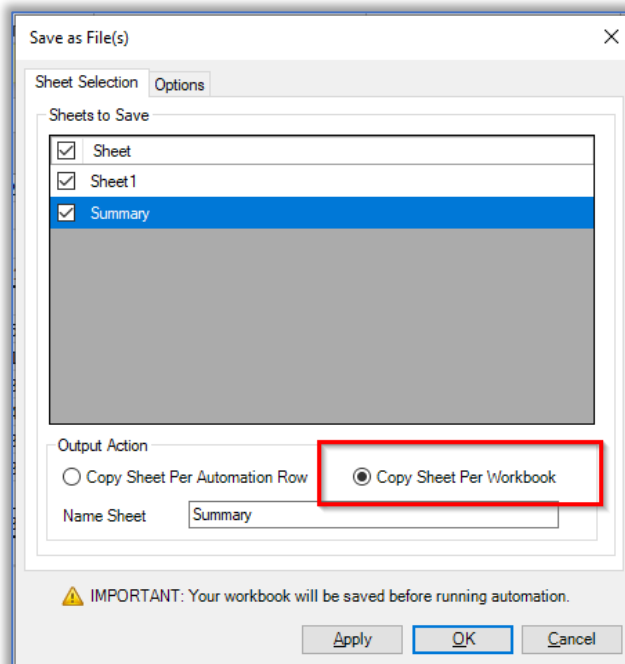 Save as File(s)
Sheet Selection Options
Sheets to Save
Sheet
Sheet1
Summary
Output Action
Copy Sheet Per Automation Row Copy Sheet Per Workbook
Name Sheet Summary
IMPORTANT: Your workbook will be saved before running automation.
Apply OK Cancel